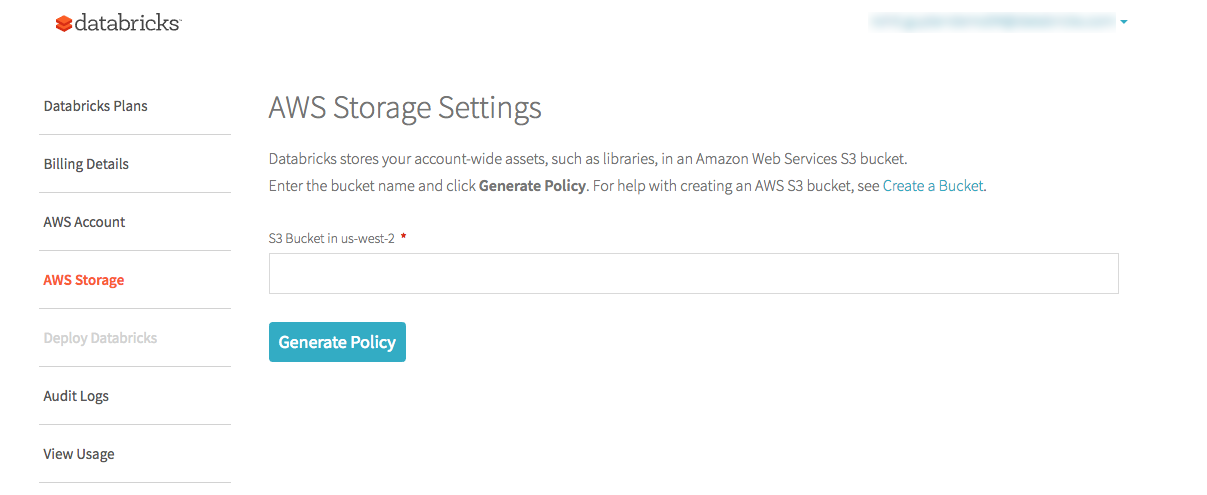 databricks
Databricks Plans
Billing Details
AWS Account
AWS Storage
Deploy Databricks
Audit Logs
View Usage
AWS Storage Settings
Databricks stores your account-wide assets, such as libraries, in an Amazon Web Services S3 bucket.
Enter the bucket name and click Generate Policy. For help with creating an AWS S3 bucket, see Create a Bucket.
S3 Bucket in us-west-2 *
Generate Policy